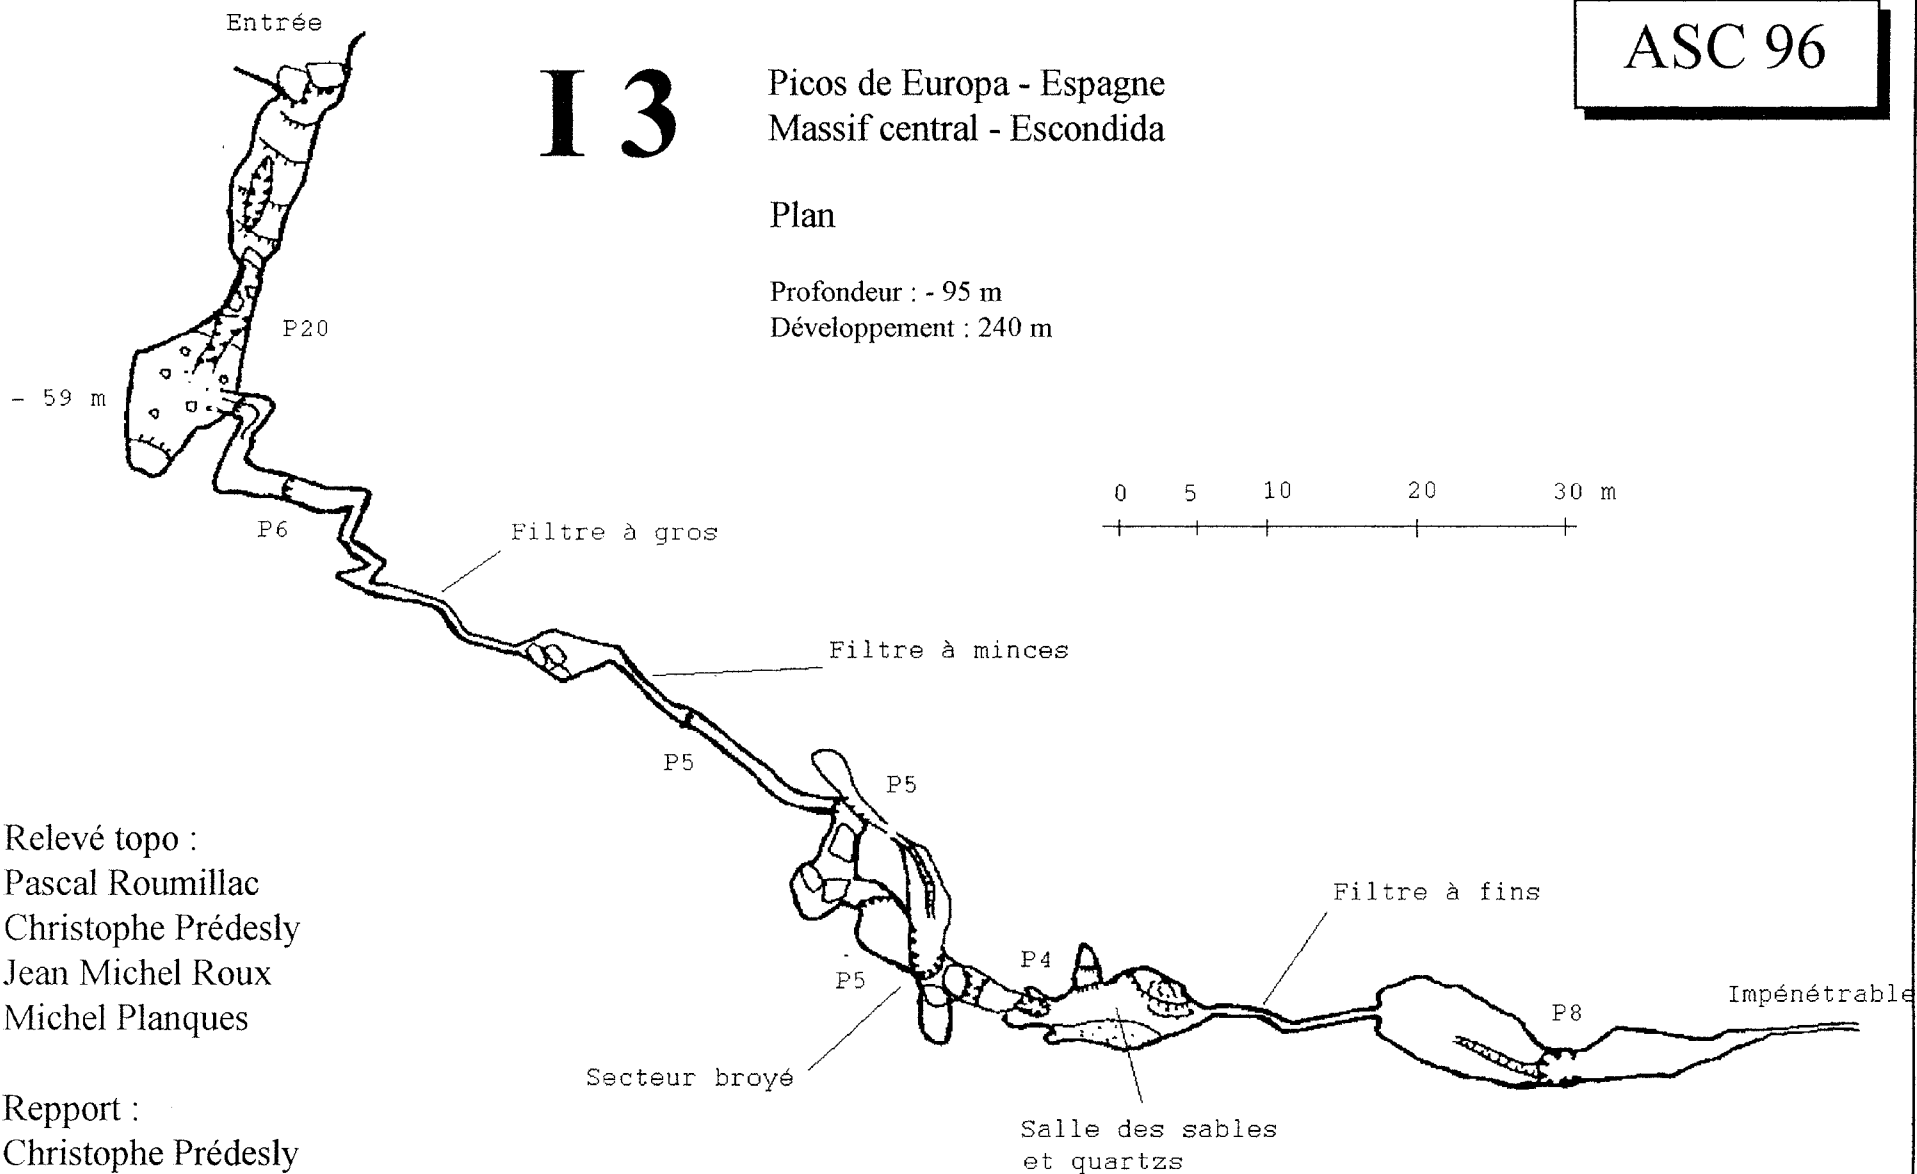 Entrée
ASC 96
I 3
Picos de Europa - Espagne
Massif central - Escondida
Plan
Profondeur : - 95 m
Développement : 240 m
P20
- 59 m
0 5 10 20 30 m
P6
Filtre à gros
Filtre à minces
P5
P5
Relevé topo :
Pascal Roumillac
Christophe Prédesly
Jean Michel Roux
Michel Planques
Filtre à fins
P4
P5
Impénétrable
P8
Secteur broyé
Salle des sables
et quartzs
Repport :
Christophe Prédesly